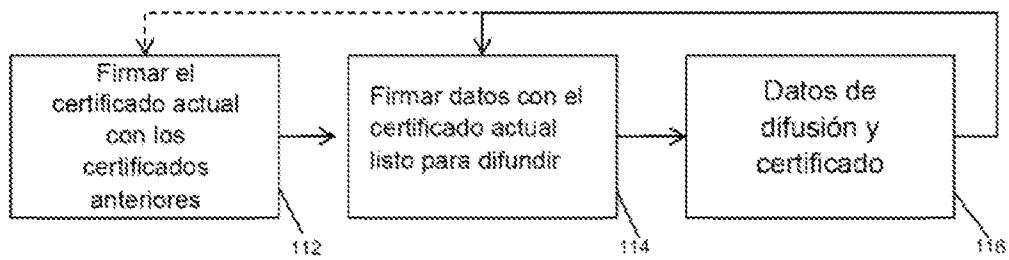 Firmar el
certificado actual
con los
certificados
anteriores
Firmar datos con el
certificado actual
listo para difundir
Datos de
difusión y
certificado
112
114
116